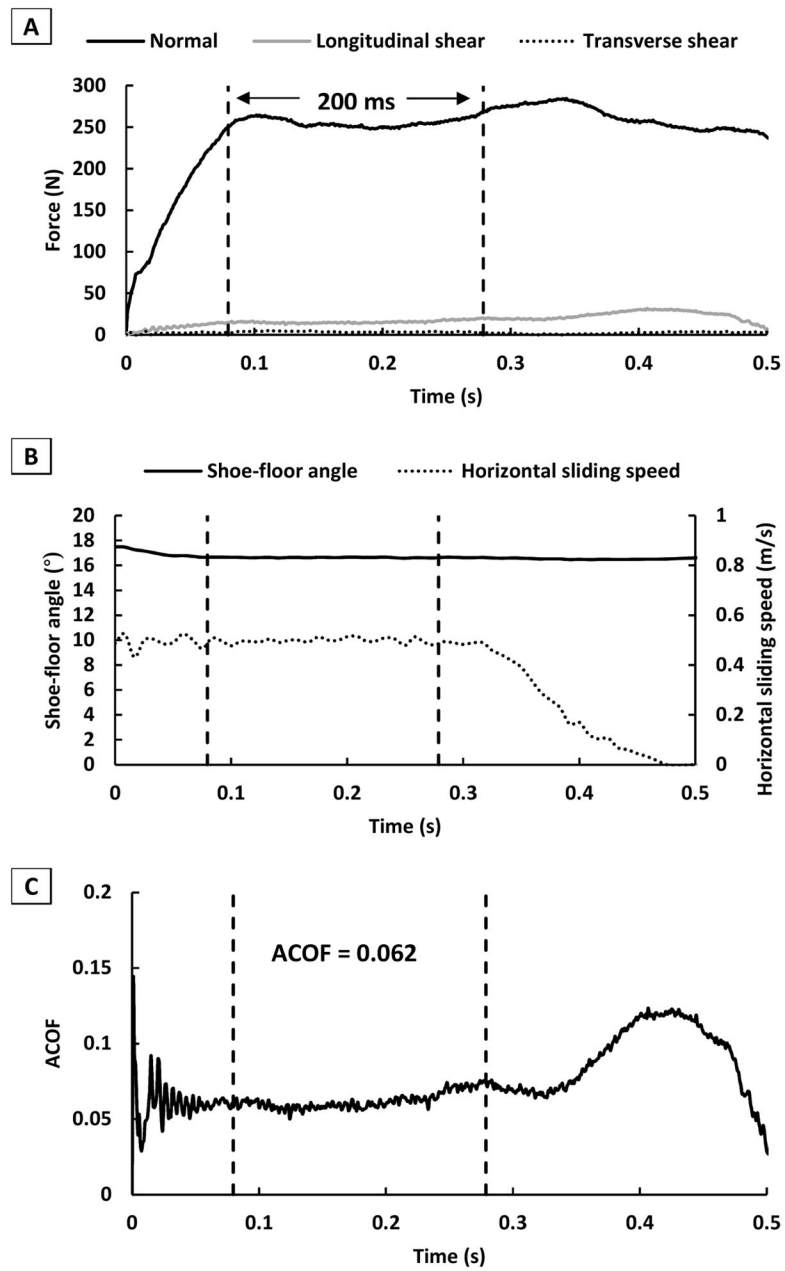 A
Normal Longitudinal shear Transverse shear
300
250
200
150
100
50
0
Force (N)
200 ms
0 0.1 0.2 0.3 0.4 0.5
Time (s)
B
Shoe-floor angle Horizontal sliding speed
20
18
16
14
12
10
8
6
4
2
0
Shoe-floor angle (°)
1
0.8
0.6
0.4
0.2
0
Horizontal sliding speed (m/s)
0 0.1 0.2 0.3 0.4 0.5
Time (s)
C
0.2
0.15
0.1
0.05
0
ACOF
ACOF = 0.062
0 0.1 0.2 0.3 0.4 0.5
Time (s)